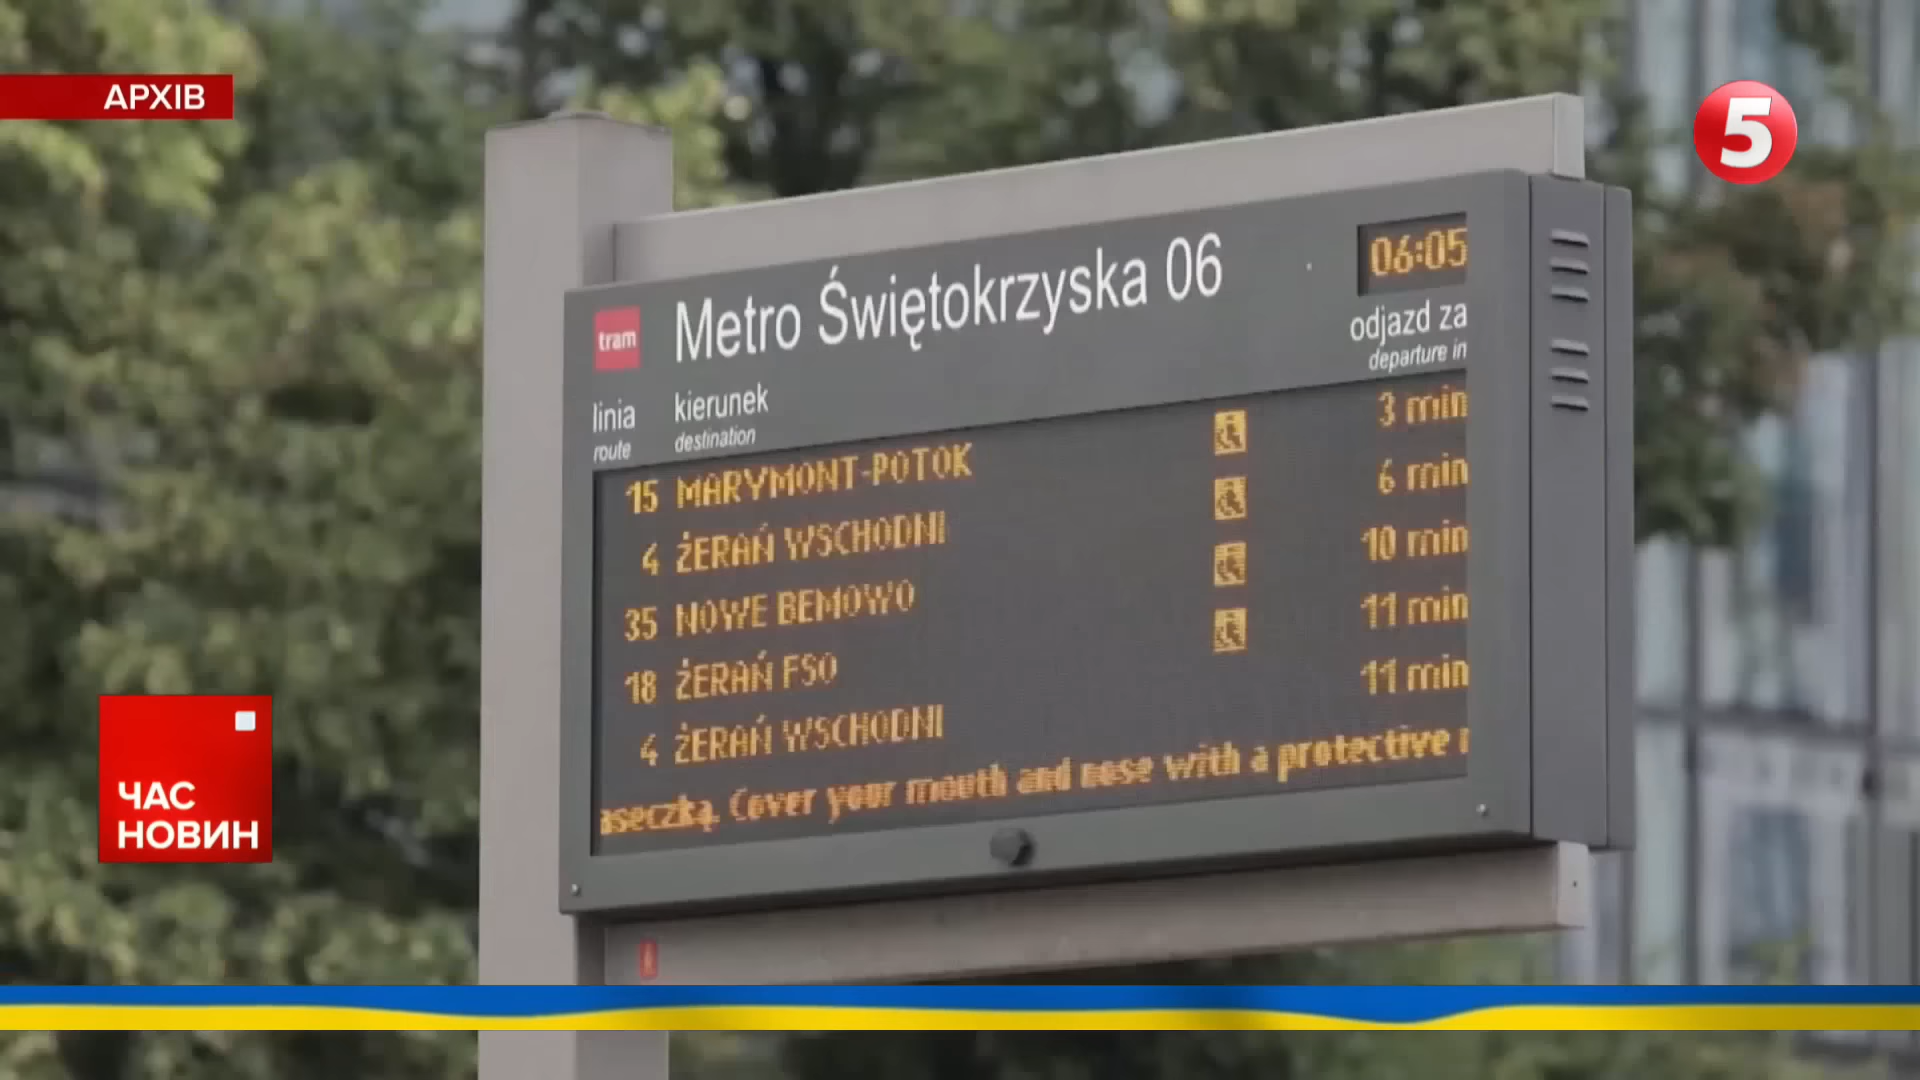 АРХІВ
5
Metro Świętokrzyska 06
06:05
tram
odjazd za
departure in
linia
route
kierunek
destination
15 MARYMONT-POTOK 3 min
4 ŻERAŃ WSCHODNI 6 min
35 NOWE BEMOWO 10 min
18 ŻERAŃ FSO 11 min
4 ŻERAŃ WSCHODNI 11 min
aseczką. Cover your mouth and nose with a protective
ЧАС
НОВИН